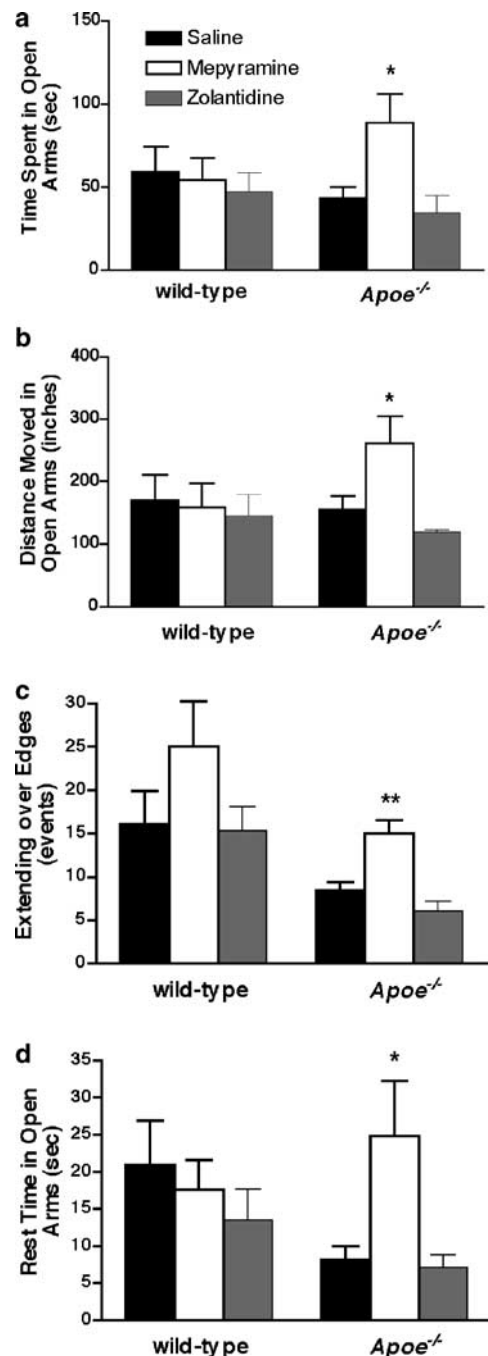 a
Saline
Mepyramine
Zolantidine
Time Spent in Open
Arms (sec)
150
100
50
0
*
wild-type
Apoe-/-
b
Distance Moved in
Open Arms (inches)
400
300
200
100
0
*
wild-type
Apoe-/-
c
Extending over Edges
(events)
30
25
20
15
10
5
0
**
wild-type
Apoe-/-
d
Rest Time in Open
Arms (sec)
35
30
25
20
15
10
5
0
*
wild-type
Apoe-/-